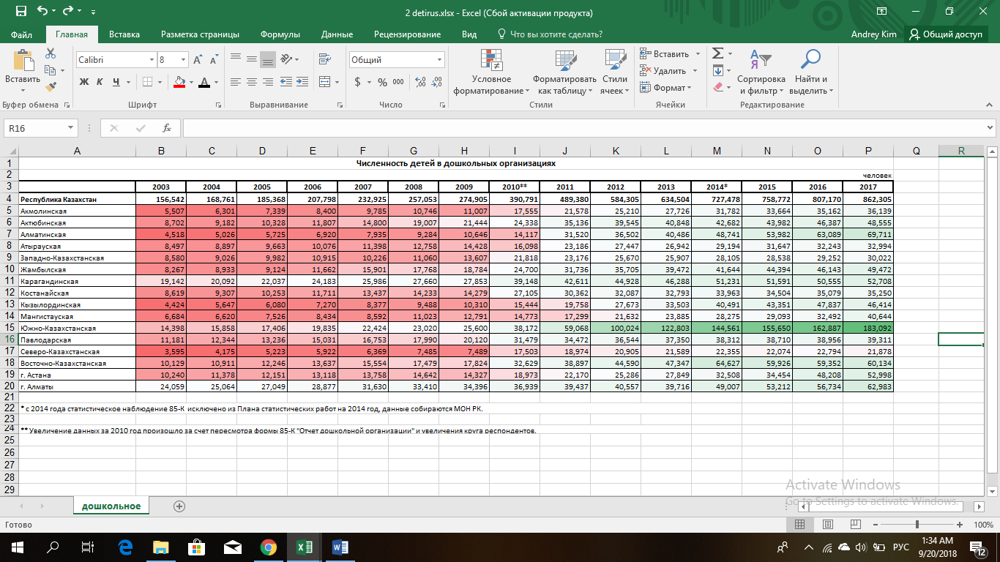 2 detirus.xlsx - Excel (Сбой активации продукта)
Файл Главная Вставка Разметка страницы Формулы Данные Рецензирование Вид Что вы хотите сделать? Andrey Kim Общий доступ
Вставить
Calibri 8
Ж К Ч
Общий
% 000
Условное форматирование
Форматировать как таблицу
Стили ячеек
Вставить
Удалить
Формат
Сортировка и фильтр
Найти и выделить
Буфер обмена Шрифт Выравнивание Число Стили Ячейки Редактирование
R16 fx
A B C D E F G H I J K L M N O P Q R
1 Численность детей в дошкольных организациях
2 человек
3 2003 2004 2005 2006 2007 2008 2009 2010** 2011 2012 2013 2014* 2015 2016 2017
4 Республика Казахстан 156,542 168,761 185,368 207,798 232,925 257,053 274,905 390,791 489,380 584,305 634,504 727,478 758,772 807,170 862,305
5 Акмолинская 5,507 6,301 7,339 8,400 9,785 10,746 11,007 17,555 21,578 25,210 27,726 31,782 33,664 35,162 36,139
6 Актюбинская 8,702 9,182 10,328 11,807 14,800 19,007 21,444 24,338 35,136 39,545 40,848 42,682 43,982 46,387 48,555
7 Алматинская 4,518 5,026 5,725 6,920 7,935 9,284 10,646 14,117 31,520 36,502 40,486 48,741 53,982 63,089 69,711
8 Атырауская 8,497 8,897 9,663 10,076 11,398 12,758 14,428 16,098 23,186 27,447 26,942 29,194 31,647 32,243 32,994
9 Западно-Казахстанская 8,580 9,026 9,982 10,915 10,226 11,060 13,607 21,818 23,176 25,670 25,907 28,105 28,538 29,252 30,022
10 Жамбылская 8,267 8,933 9,124 11,662 15,901 17,768 18,784 24,700 31,736 35,705 39,472 41,644 44,394 46,143 49,472
11 Карагандинская 19,142 20,092 22,037 24,183 25,986 27,660 27,853 39,148 42,611 44,928 46,288 51,231 51,591 50,555 52,708
12 Костанайская 8,619 9,307 10,253 11,711 13,437 14,233 14,279 27,105 30,362 32,087 32,793 33,963 34,504 35,079 35,250
13 Кызылординская 4,424 5,647 6,080 7,270 8,377 9,488 10,310 15,444 19,758 27,673 33,503 40,491 43,351 47,837 46,414
14 Мангистауская 6,684 6,620 7,526 8,434 8,592 11,023 12,791 14,773 17,299 21,632 23,885 28,275 29,093 32,492 40,644
15 Южно-Казахстанская 14,398 15,858 17,406 19,835 22,424 23,020 25,600 38,172 59,068 100,024 122,803 144,561 155,650 162,887 183,092
16 Павлодарская 11,181 12,344 13,236 15,031 16,753 17,990 20,120 31,479 34,472 36,544 37,350 38,312 38,710 38,956 39,311
17 Северо-Казахстанская 3,595 4,175 5,223 5,922 6,369 7,485 7,489 17,503 18,974 20,905 21,589 22,355 22,074 22,794 21,878
18 Восточно-Казахстанская 10,129 10,911 12,246 13,637 15,554 17,479 17,824 32,629 38,897 44,590 47,347 64,627 59,926 59,352 60,134
19 г. Астана 10,240 11,378 12,151 13,118 13,758 14,642 14,327 18,973 22,170 25,286 27,849 32,508 34,454 48,208 52,998
20 г. Алматы 24,059 25,064 27,049 28,877 31,630 33,410 34,396 36,939 39,437 40,557 39,716 49,007 53,212 56,734 62,983
21
22 * с 2014 года статистическое наблюдение 85-К исключено из Плана статистических работ на 2014 год, данные собираются МОН РК.
23
24 ** Увеличение данных за 2010 год произошло за счет пересмотра формы 85-К "Отчет дошкольной организации" и увеличения круга респондентов.
25
26
27
28
29
Activate Windows
Go to Settings to activate Windows.
дошкольное
Готово 100%
РУС 1:34 AM
9/20/2018
12